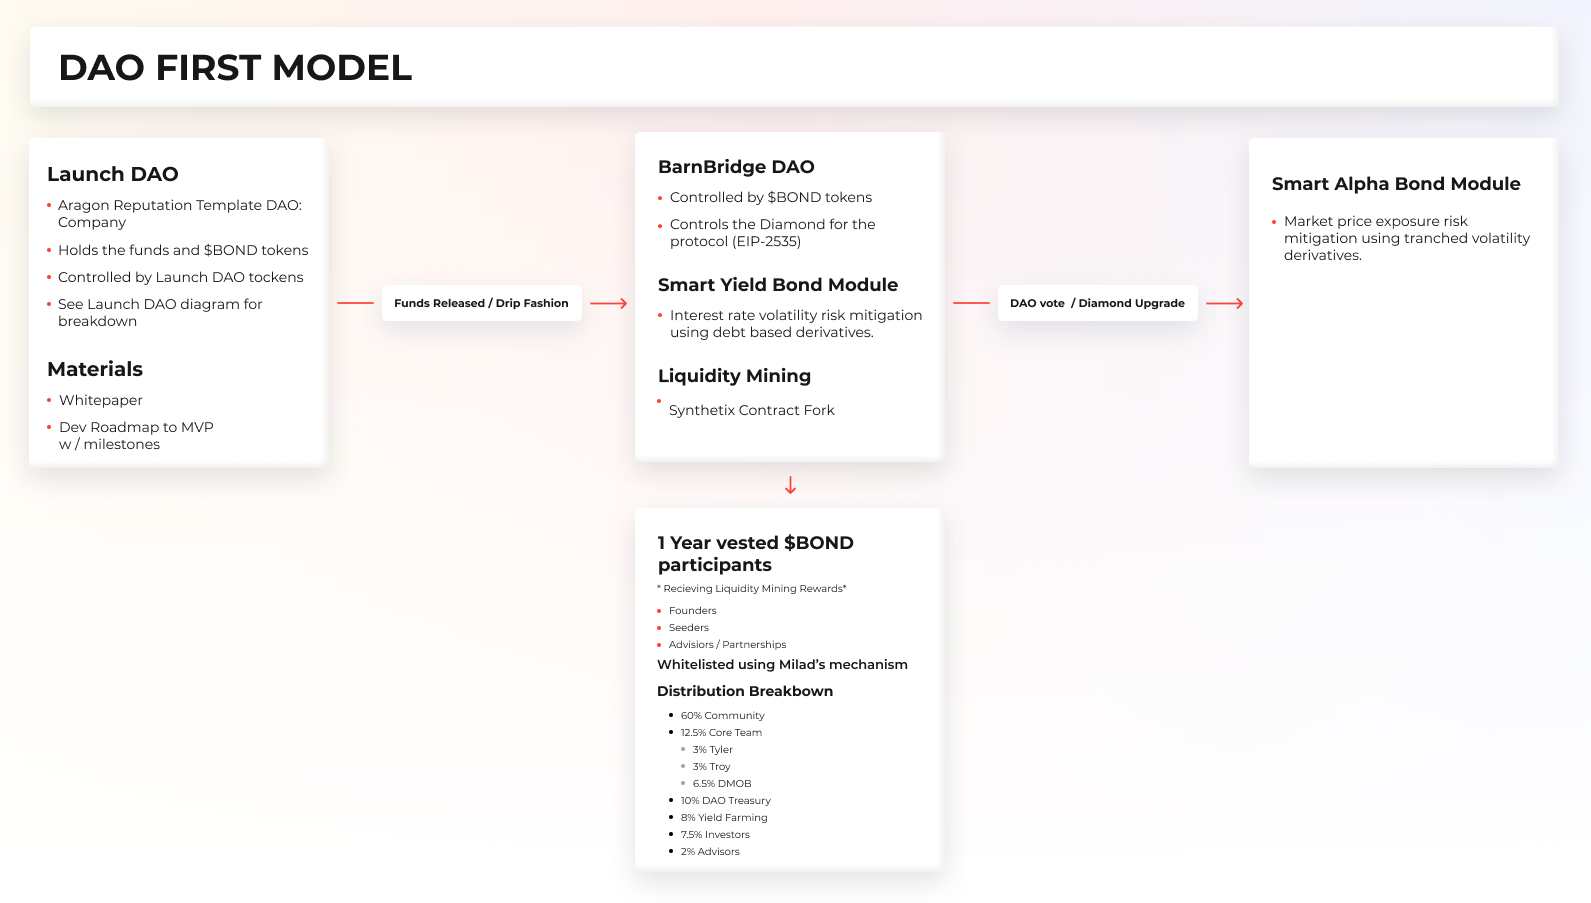 DAO FIRST MODEL
Launch DAO
Aragon Reputation Template DAO:
Company
Holds the funds and $BOND tokens
Controlled by Launch DAO tockens
See Launch DAO diagram for
breakdown
Materials
Whitepaper
Dev Roadmap to MVP
w / milestones
Funds Released / Drip Fashion
BarnBridge DAO
Controlled by $BOND tokens
Controls the Diamond for the
protocol (EIP-2535)
Smart Yield Bond Module
Interest rate volatility risk mitigation
using debt based derivatives.
Liquidity Mining
Synthetix Contract Fork
DAO vote / Diamond Upgrade
Smart Alpha Bond Module
Market price exposure risk
mitigation using tranched volatility
derivatives.
1 Year vested $BOND
participants
* Recieving Liquidity Mining Rewards*
Founders
Seeders
Advisiors / Partnerships
Whitelisted using Milad’s mechanism
Distribution Breakbown
60% Community
12.5% Core Team
3% Tyler
3% Troy
6.5% DMOB
10% DAO Treasury
8% Yield Farming
7.5% Investors
2% Advisors